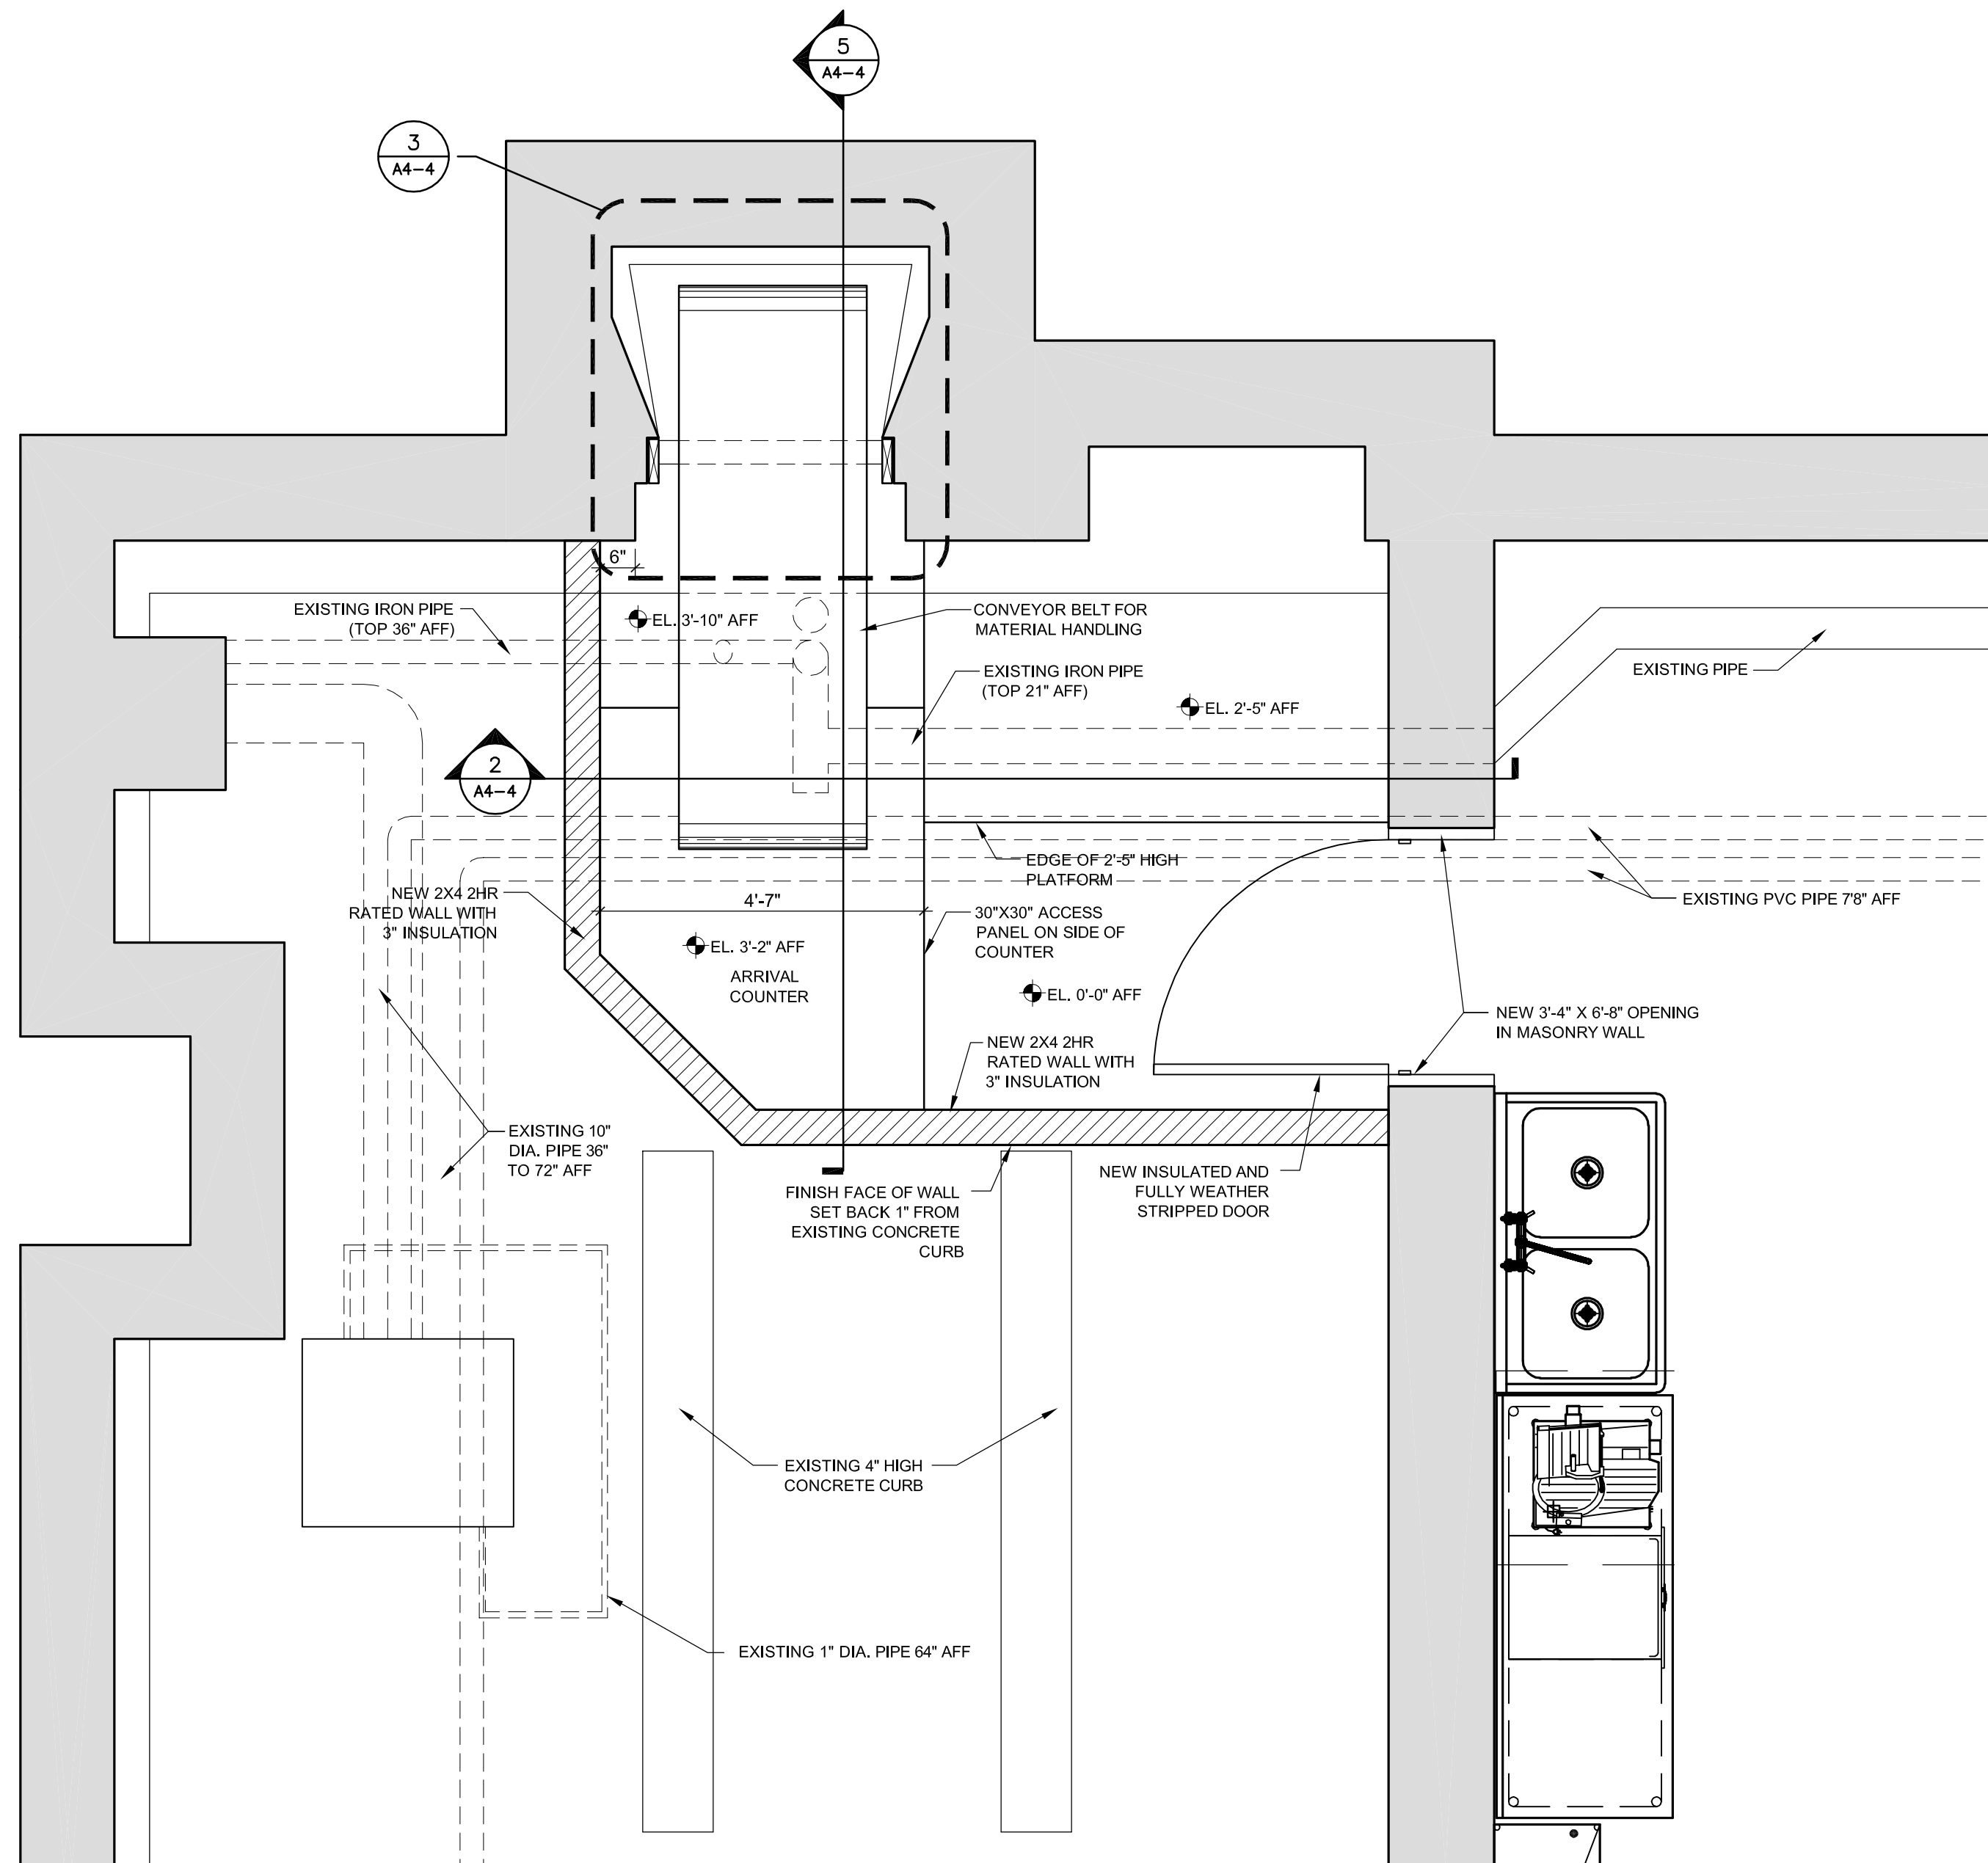 5
A4-4
3
A4-4
6"
EXISTING IRON PIPE
(TOP 36" AFF)
EL. 3'-10" AFF
CONVEYOR BELT FOR
MATERIAL HANDLING
EXISTING IRON PIPE
(TOP 21" AFF)
EXISTING PIPE
EL. 2'-5" AFF
2
A4-4
EDGE OF 2'-5" HIGH
PLATFORM
NEW 2X4 2HR
RATED WALL WITH
3" INSULATION
4'-7"
EXISTING PVC PIPE 7'8" AFF
30"X30" ACCESS
PANEL ON SIDE OF
COUNTER
EL. 3'-2" AFF
ARRIVAL
COUNTER
EL. 0'-0" AFF
NEW 3'-4" X 6'-8" OPENING
IN MASONRY WALL
NEW 2X4 2HR
RATED WALL WITH
3" INSULATION
EXISTING 10"
DIA. PIPE 36"
TO 72" AFF
NEW INSULATED AND
FULLY WEATHER
STRIPPED DOOR
FINISH FACE OF WALL
SET BACK 1" FROM
EXISTING CONCRETE
CURB
EXISTING 4" HIGH
CONCRETE CURB
EXISTING 1" DIA. PIPE 64" AFF